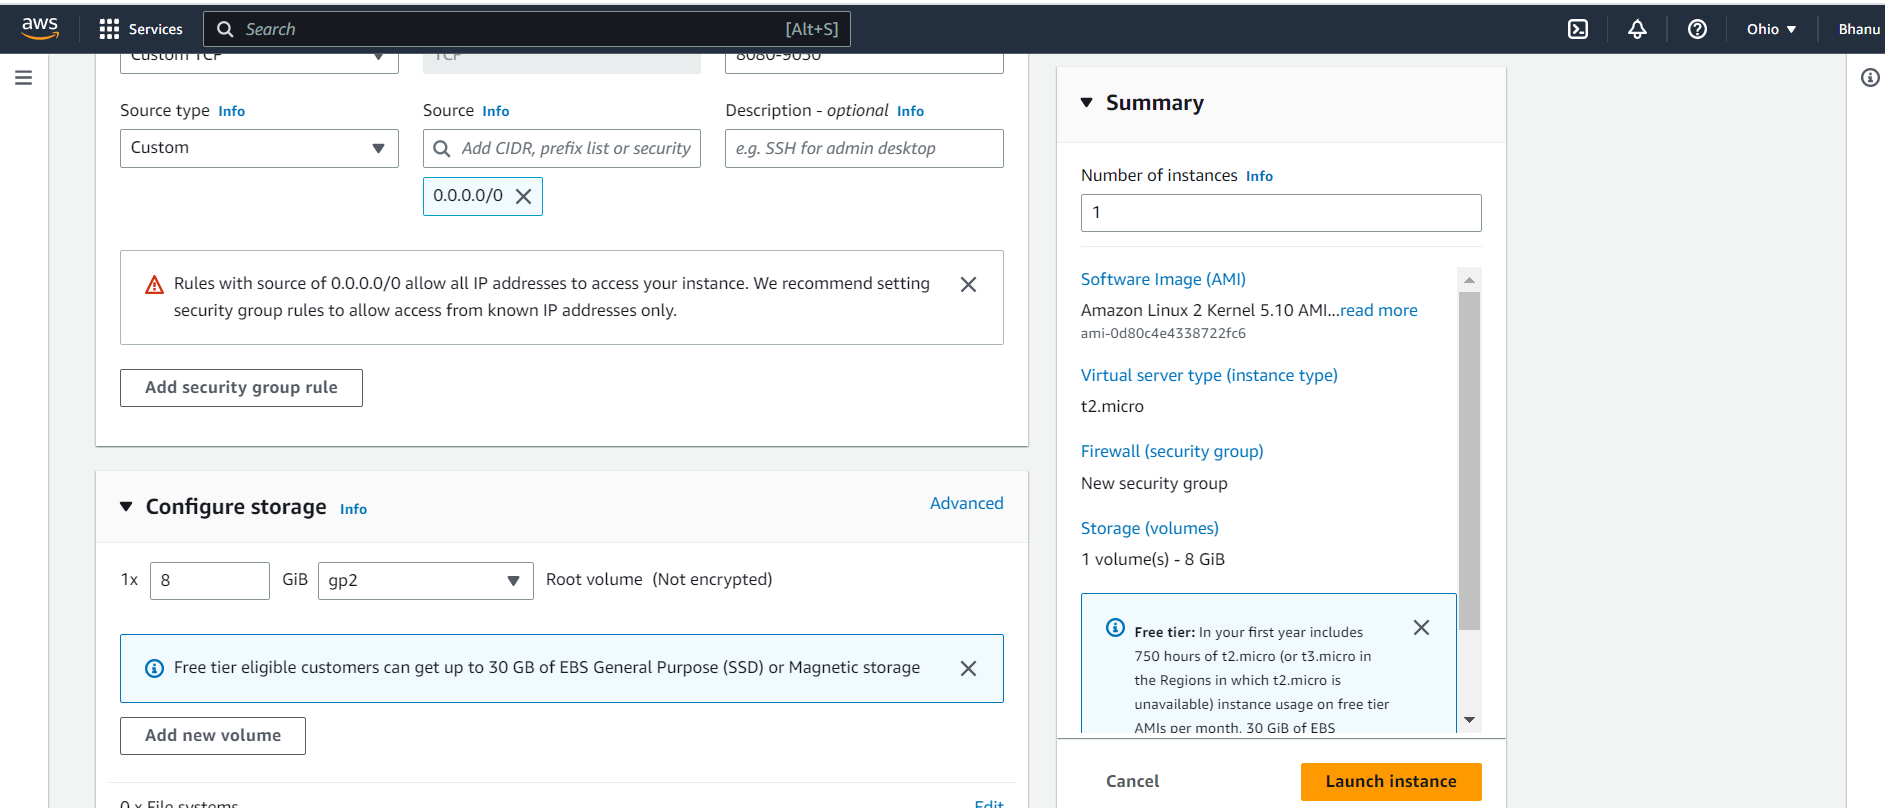 aws
Services
Search
[Alt+S]
Ohio
Bhanu
Custom TCP
TCP
8080-9050
Source type Info
Source Info
Description - optional Info
Custom
Add CIDR, prefix list or security
e.g. SSH for admin desktop
0.0.0.0/0
Rules with source of 0.0.0.0/0 allow all IP addresses to access your instance. We recommend setting
security group rules to allow access from known IP addresses only.
Add security group rule
Configure storage Info
Advanced
1x
8
GiB
gp2
Root volume (Not encrypted)
Free tier eligible customers can get up to 30 GB of EBS General Purpose (SSD) or Magnetic storage
Add new volume
0 x File systems
Edit
Summary
Number of instances Info
1
Software Image (AMI)
Amazon Linux 2 Kernel 5.10 AMI...read more
ami-0d80c4e4338722fc6
Virtual server type (instance type)
t2.micro
Firewall (security group)
New security group
Storage (volumes)
1 volume(s) - 8 GiB
Free tier: In your first year includes
750 hours of t2.micro (or t3.micro in
the Regions in which t2.micro is
unavailable) instance usage on free tier
AMIs per month, 30 GiB of EBS
Cancel
Launch instance